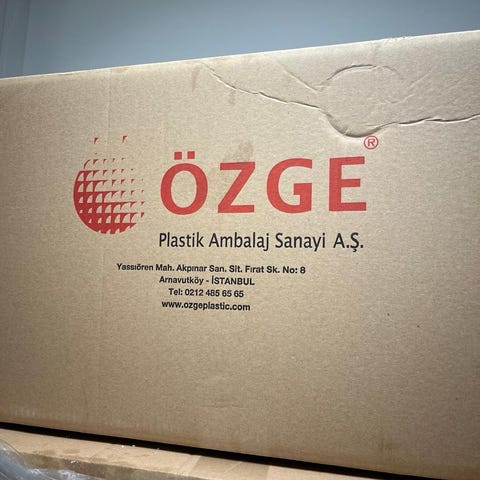 ÖZGE®
Plastik Ambalaj Sanayi A.Ş.
Yassıören Mah. Akpınar San. Sit. Fırat Sk. No: 8
Arnavutköy - İSTANBUL
Tel: 0212 485 65 65
www.ozgeplastic.com